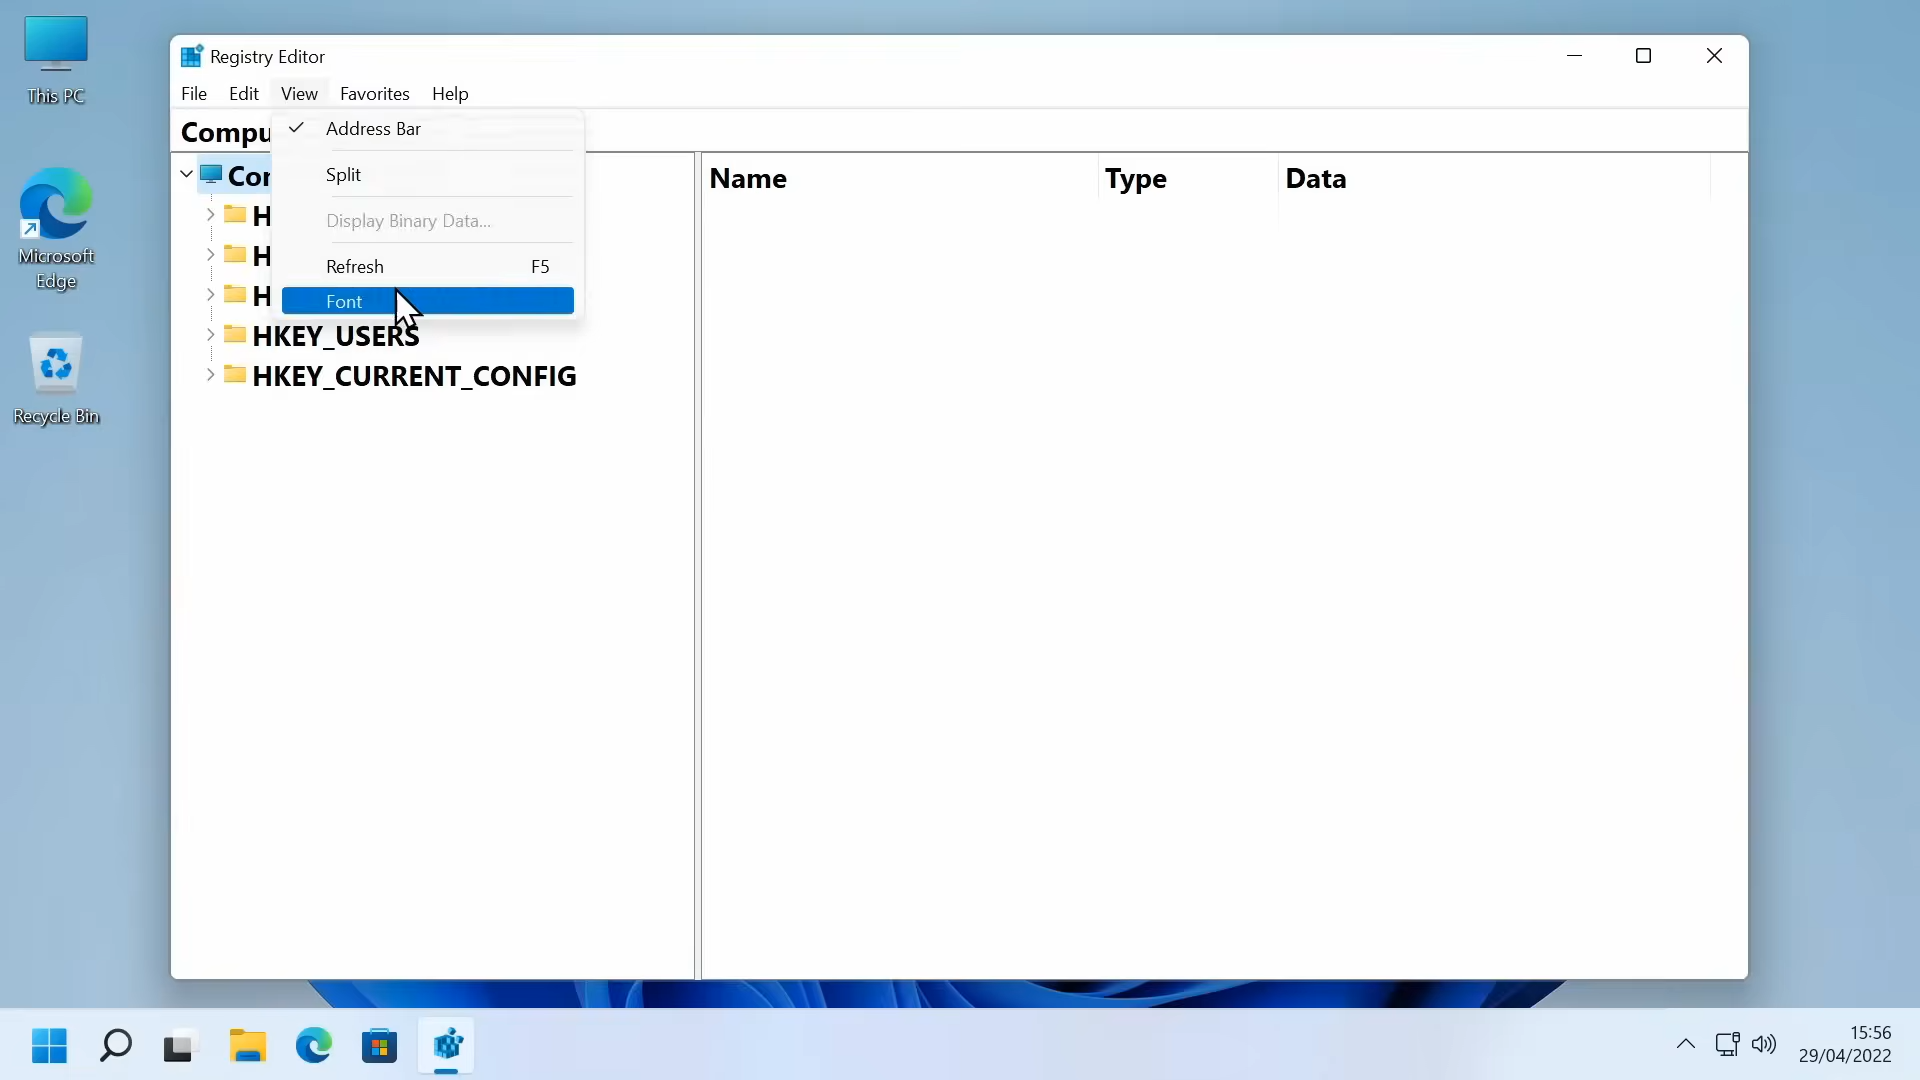 This PC
Microsoft
Edge
Recycle Bin
Registry Editor
File Edit View Favorites Help
Compu
Address Bar
Split
Display Binary Data...
Refresh F5
Font
Con
H
H
H
HKEY_USERS
HKEY_CURRENT_CONFIG
Name Type Data
15:56
29/04/2022